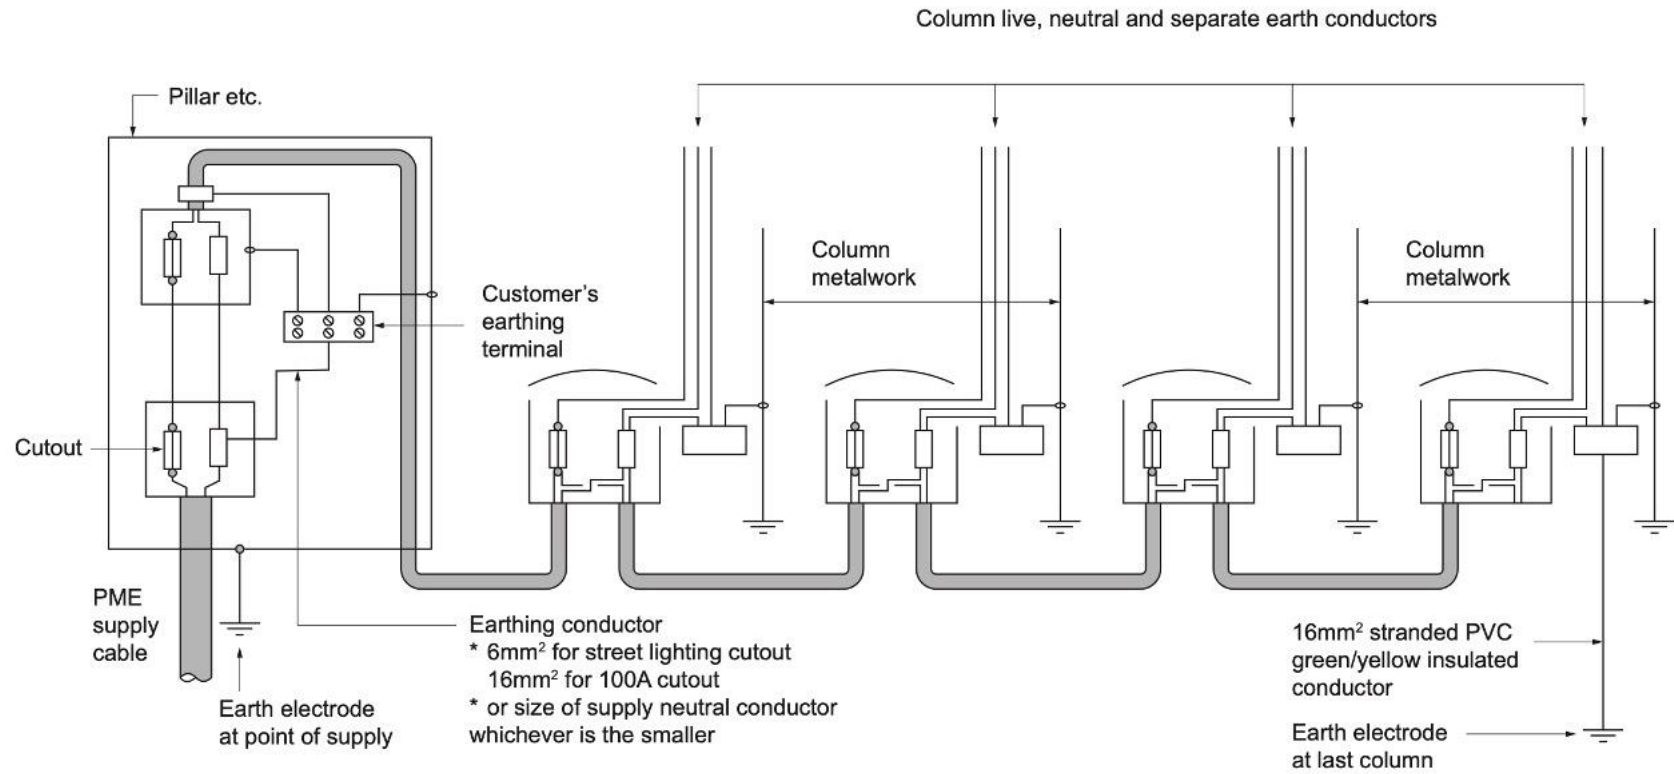 Column live, neutral and separate earth conductors
Pillar etc.
Column
metalwork
Column
metalwork
Customer’s
earthing
terminal
Cutout
PME
supply
cable
Earth electrode
at point of supply
Earthing conductor
* 6mm² for street lighting cutout
16mm² for 100A cutout
* or size of supply neutral conductor
whichever is the smaller
16mm² stranded PVC
green/yellow insulated
conductor
Earth electrode
at last column